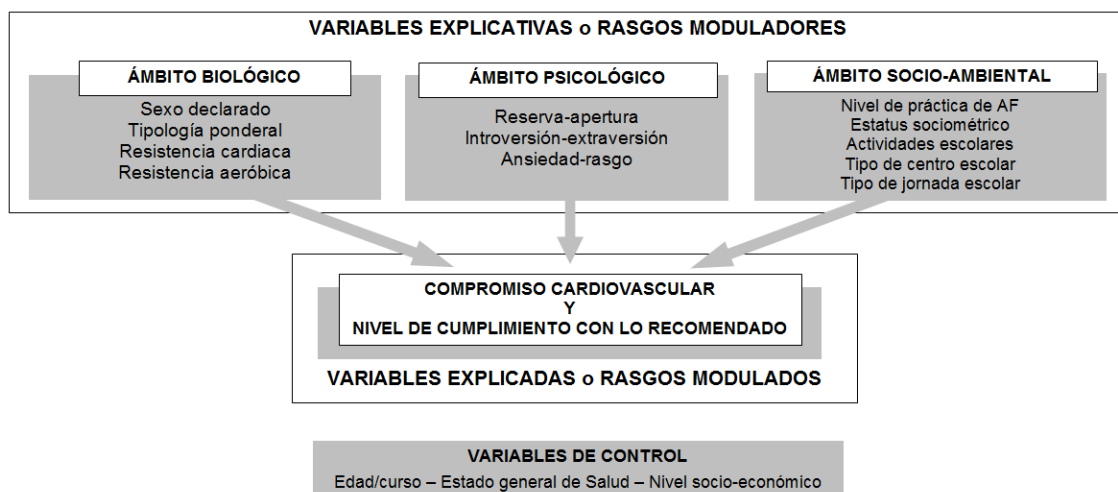 VARIABLES EXPLICATIVAS o RASGOS MODULADORES
ÁMBITO BIOLÓGICO
Sexo declarado
Tipología ponderal
Resistencia cardiaca
Resistencia aeróbica
ÁMBITO PSICOLÓGICO
Reserva-apertura
Introversión-extraversión
Ansiedad-rasgo
ÁMBITO SOCIO-AMBIENTAL
Nivel de práctica de AF
Estatus sociométrico
Actividades escolares
Tipo de centro escolar
Tipo de jornada escolar
COMPROMISO CARDIOVASCULAR
Y
NIVEL DE CUMPLIMIENTO CON LO RECOMENDADO
VARIABLES EXPLICADAS o RASGOS MODULADOS
VARIABLES DE CONTROL
Edad/curso – Estado general de Salud – Nivel socio-económico